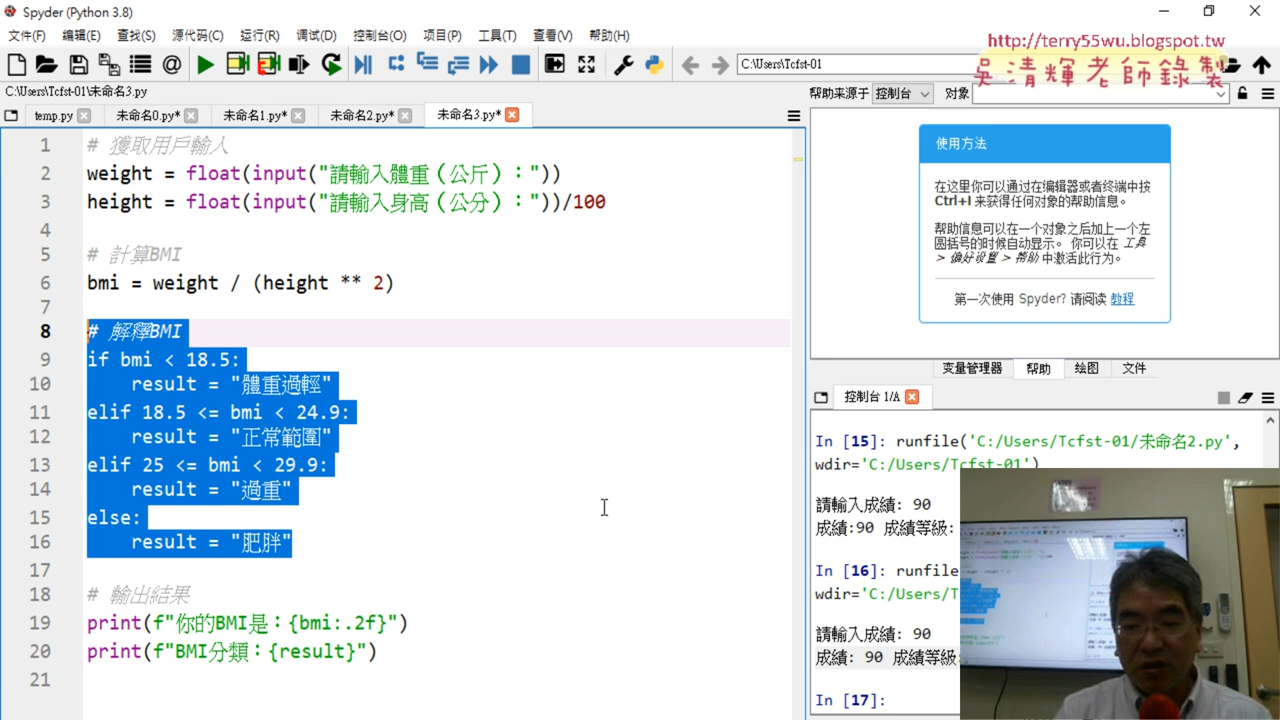 Spyder (Python 3.8)
文件(F) 编辑(E) 查找(S) 源代码(C) 运行(R) 调试(D) 控制台(O) 项目(P) 工具(T) 查看(V) 帮助(H)
http://terry55wu.blogspot.tw
吳清輝老師錄製
C:\Users\Tcfst-01
C:\Users\Tcfst-01\未命名3.py
temp.py 未命名0.py* 未命名1.py* 未命名2.py* 未命名3.py*
1 # 獲取用戶輸入
2 weight = float(input("請輸入體重（公斤）："))
3 height = float(input("請輸入身高（公分）："))/100
4
5 # 計算BMI
6 bmi = weight / (height ** 2)
7
8 # 解釋BMI
9 if bmi < 18.5:
10 result = "體重過輕"
11 elif 18.5 <= bmi < 24.9:
12 result = "正常範圍"
13 elif 25 <= bmi < 29.9:
14 result = "過重"
15 else:
16 result = "肥胖"
17
18 # 輸出結果
19 print(f"你的BMI是：{bmi:.2f}")
20 print(f"BMI分類：{result}")
21
帮助来源于 控制台 对象
使用方法
在这里你可以通过在编辑器或者终端中按
Ctrl+I 来获得任何对象的帮助信息。
帮助信息可以在一个对象之后加上一个左
圆括号的时候自动显示。 你可以在 工具
> 偏好设置 > 帮助 中激活此行为。
第一次使用 Spyder? 请阅读 教程
变量管理器 帮助 绘图 文件
控制台 1/A
In [15]: runfile('C:/Users/Tcfst-01/未命名2.py',
wdir='C:/Users/Tcfst-01')
請輸入成績: 90
成績:90 成績等級:
In [16]: runfile
wdir='C:/Users/T
請輸入成績: 90
成績: 90 成績等級:
In [17]: